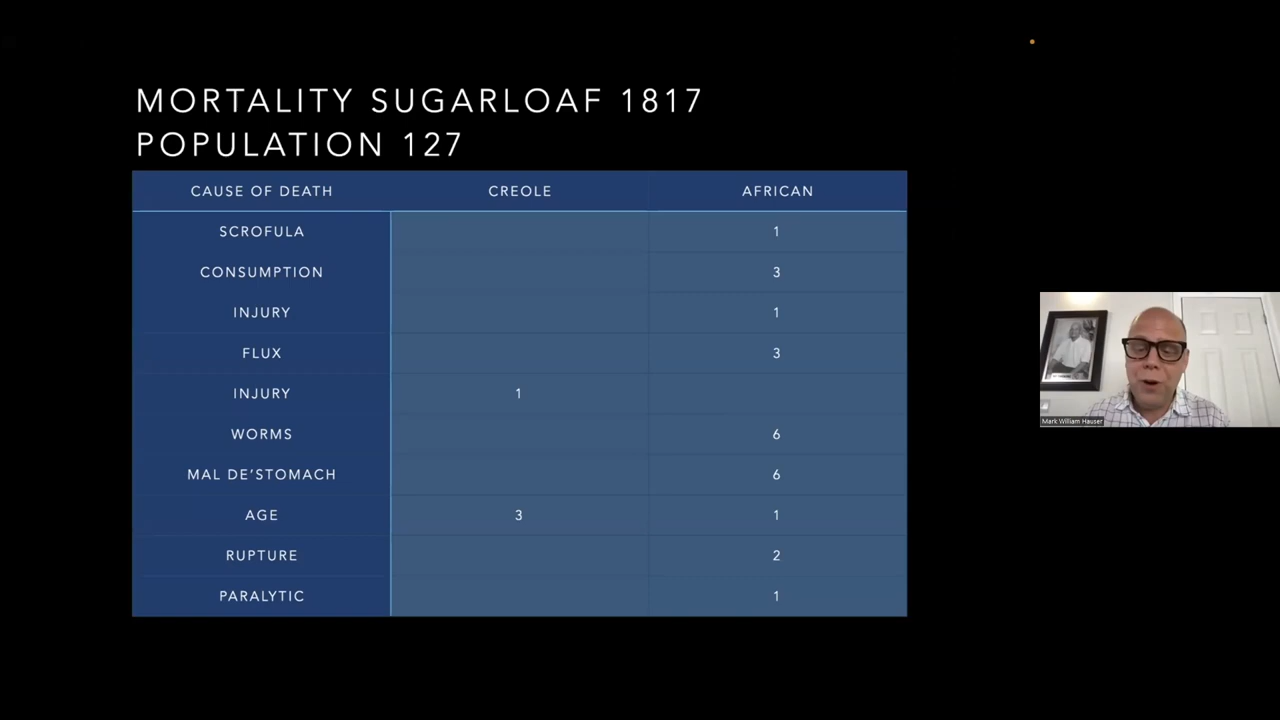 MORTALITY SUGARLOAF 1817
POPULATION 127
CAUSE OF DEATH CREOLE AFRICAN
SCROFULA 1
CONSUMPTION 3
INJURY 1
FLUX 3
INJURY 1
WORMS 6
MAL DE'STOMACH 6
AGE 3 1
RUPTURE 2
PARALYTIC 1
Mark William Hauser